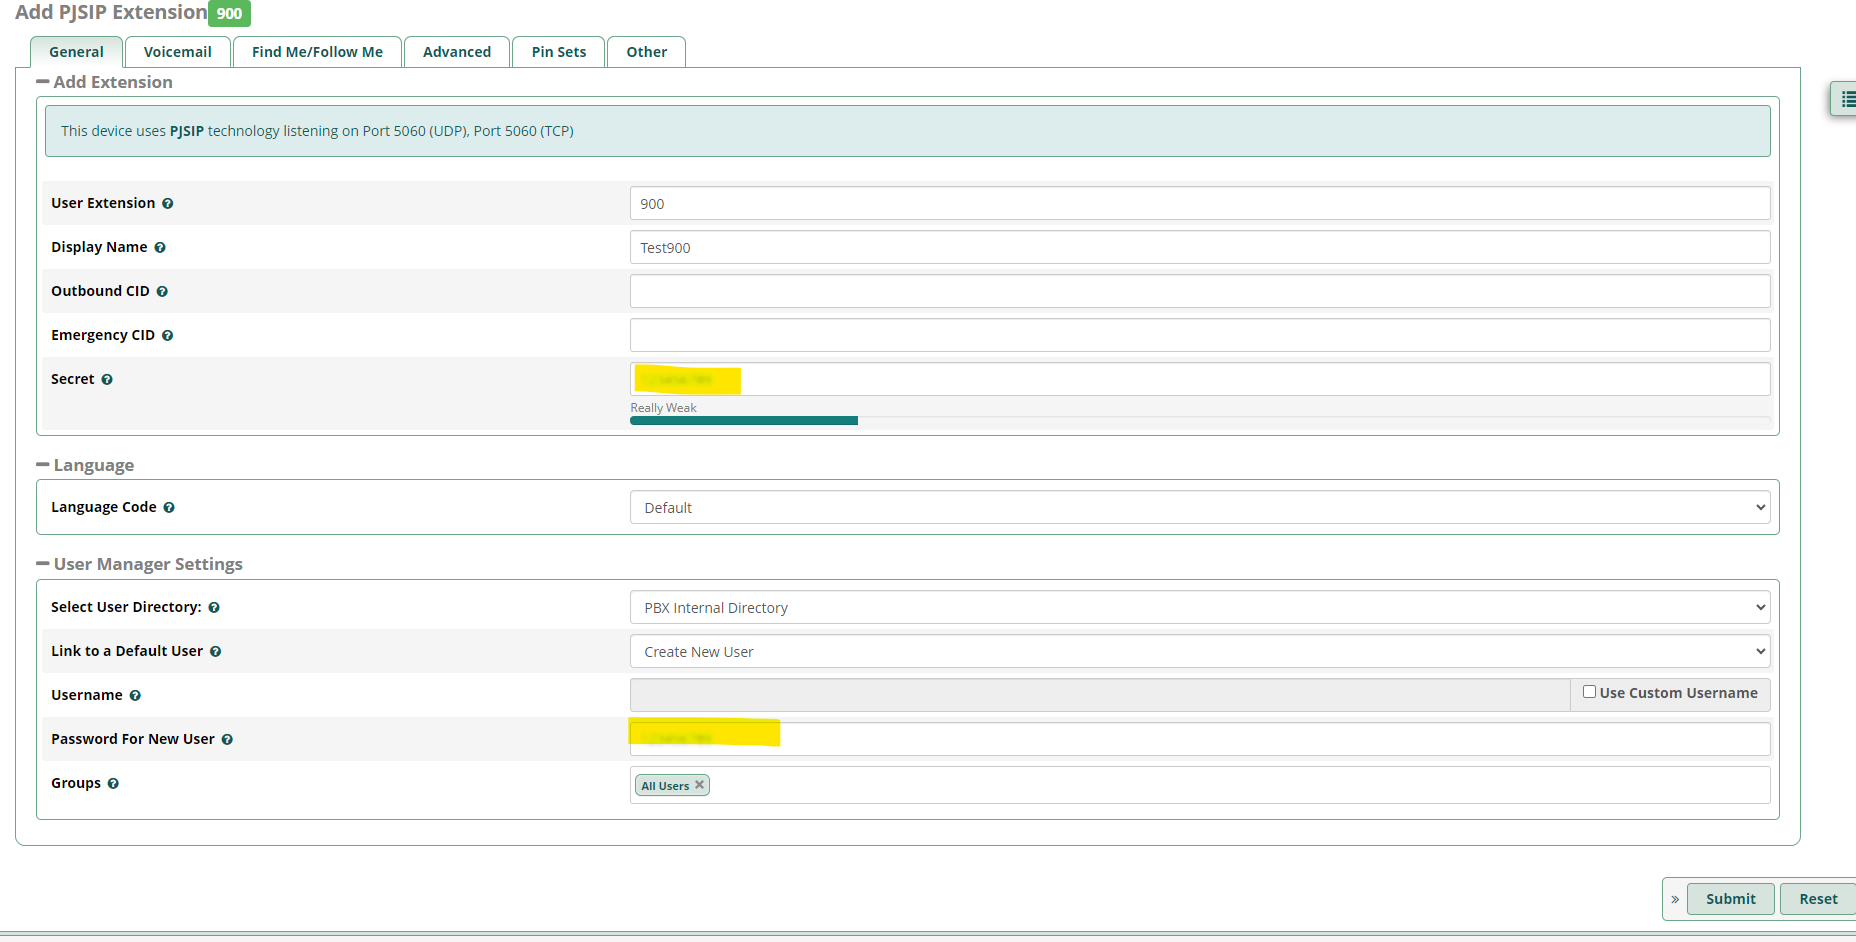 Add PJSIP Extension 900
General Voicemail Find Me/Follow Me Advanced Pin Sets Other
Add Extension
This device uses PJSIP technology listening on Port 5060 (UDP), Port 5060 (TCP)
User Extension 900
Display Name Test900
Outbound CID
Emergency CID
Secret
Really Weak
Language
Language Code Default
User Manager Settings
Select User Directory: PBX Internal Directory
Link to a Default User Create New User
Username Use Custom Username
Password For New User
Groups All Users
» Submit Reset